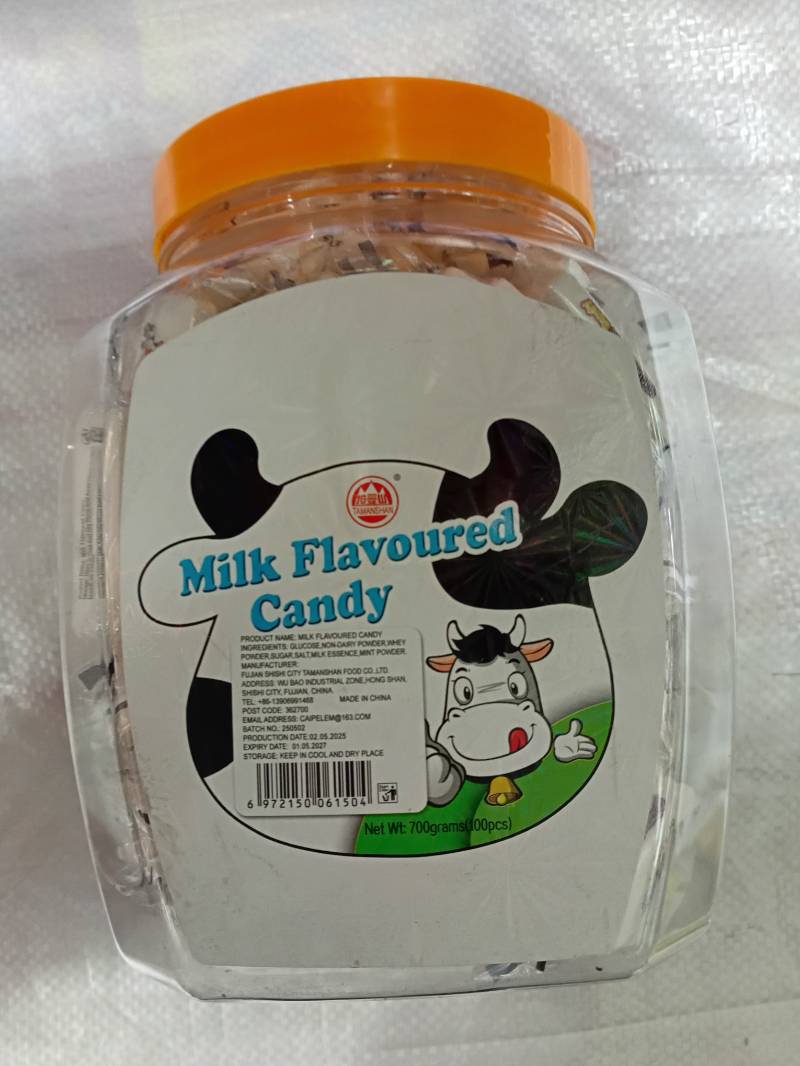 ®
TAMANSHAN
Milk Flavoured
Candy
PRODUCT NAME: MILK FLAVOURED CANDY
INGREDIENTS: GLUCOSE,NON-DAIRY POWDER,WHEY
POWDER,SUGAR,SALT,MILK ESSENCE,MINT POWDER.
MANUFACTURER:
FUJIAN SHISHI CITY TAMANSHAN FOOD CO.,LTD.
ADDRESS: WU BAO INDUSTRIAL ZONE,HONG SHAN,
SHISHI CITY, FUJIAN, CHINA.
TEL: +86-13906991468 MADE IN CHINA
POST CODE: 362700
EMAIL ADDRESS: CAIPELEM@163.COM
BATCH NO.: 250502
PRODUCTION DATE:02.05.2025
EXPIRY DATE: 01.05.2027
STORAGE: KEEP IN COOL AND DRY PLACE
6 972150 061504
Net Wt: 700grams(100pcs)